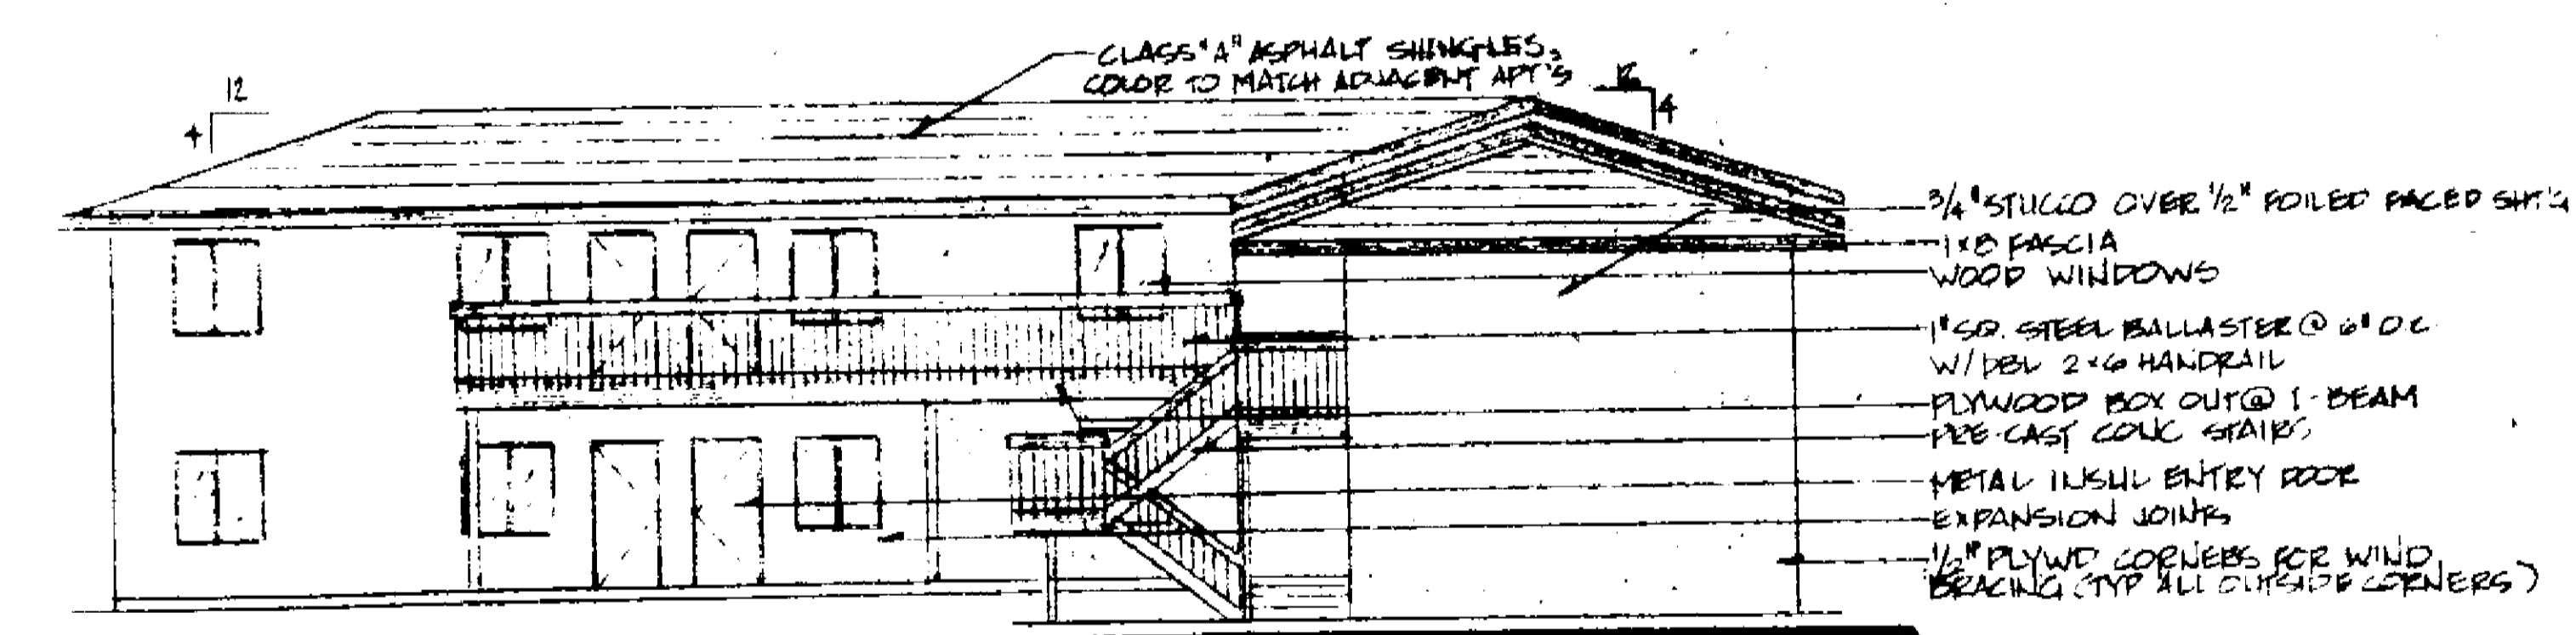 CLASS "A" ASPHALT SHINGLES,
COLOR TO MATCH ADJACENT APT'S
12
4
12
4
3/4" STUCCO OVER 1/2" FOILED FACED SHT'G
1x8 FASCIA
WOOD WINDOWS
1" SQ. STEEL BALLASTER @ 6" O.C
W/ DBL 2x6 HANDRAIL
PLYWOOD BOX OUT @ I-BEAM
PRE-CAST CONC STAIRS
METAL INSUL ENTRY DOOR
EXPANSION JOINTS
1/2" PLYWD CORNERS FOR WIND
BRACING (TYP ALL OUTSIDE CORNERS)